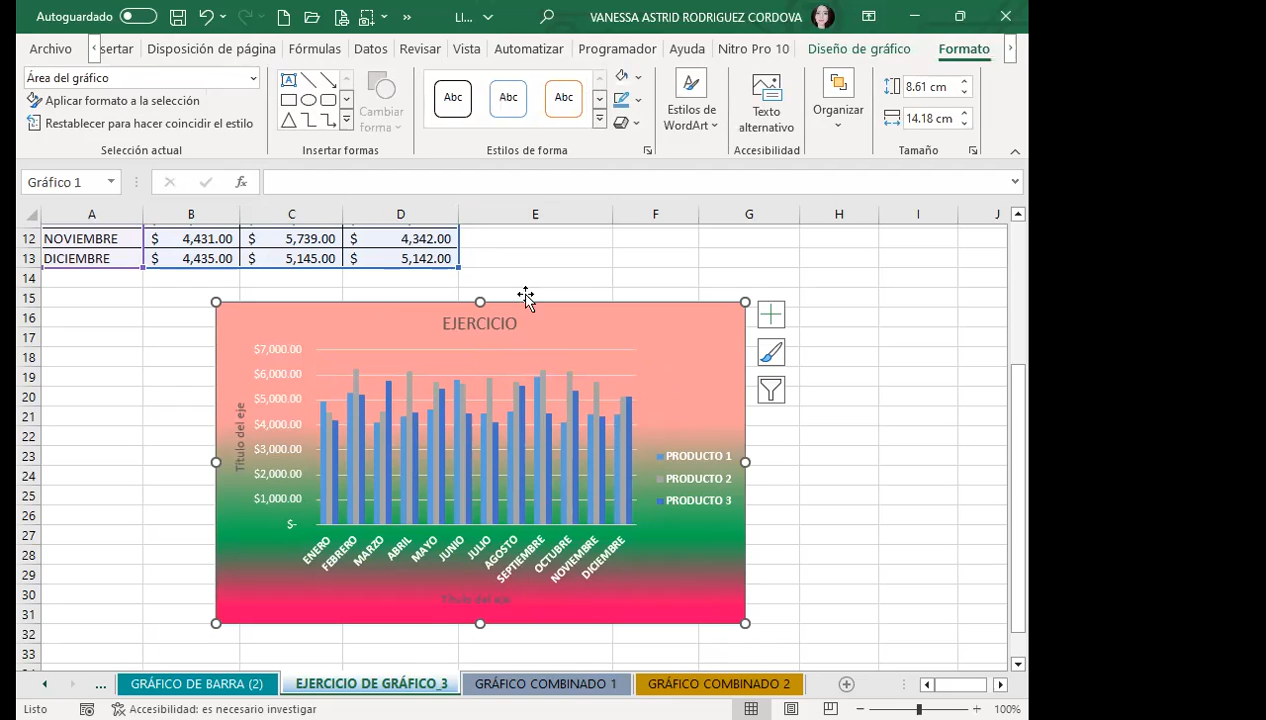 Autoguardado
LI...
VANESSA ASTRID RODRIGUEZ CORDOVA
Archivo
sertar
Disposición de página
Fórmulas
Datos
Revisar
Vista
Automatizar
Programador
Ayuda
Nitro Pro 10
Diseño de gráfico
Formato
Área del gráfico
Aplicar formato a la selección
Restablecer para hacer coincidir el estilo
Selección actual
Cambiar
forma
Insertar formas
Abc
Abc
Abc
Estilos de forma
Estilos de
WordArt
Texto
alternativo
Accesibilidad
Organizar
8.61 cm
14.18 cm
Tamaño
Gráfico 1
fx
A B C D E F G H I J
12 NOVIEMBRE $ 4,431.00 $ 5,739.00 $ 4,342.00
13 DICIEMBRE $ 4,435.00 $ 5,145.00 $ 5,142.00
14
15
16
17
18
19
20
21
22
23
24
25
26
27
28
29
30
31
32
33
EJERCICIO
$7,000.00
$6,000.00
$5,000.00
$4,000.00
$3,000.00
$2,000.00
$1,000.00
$-
Título del eje
ENERO
FEBRERO
MARZO
ABRIL
MAYO
JUNIO
JULIO
AGOSTO
SEPTIEMBRE
OCTUBRE
NOVIEMBRE
DICIEMBRE
Título del eje
PRODUCTO 1
PRODUCTO 2
PRODUCTO 3
...
GRÁFICO DE BARRA (2)
EJERCICIO DE GRÁFICO_3
GRÁFICO COMBINADO 1
GRÁFICO COMBINADO 2
Listo
Accesibilidad: es necesario investigar
100%